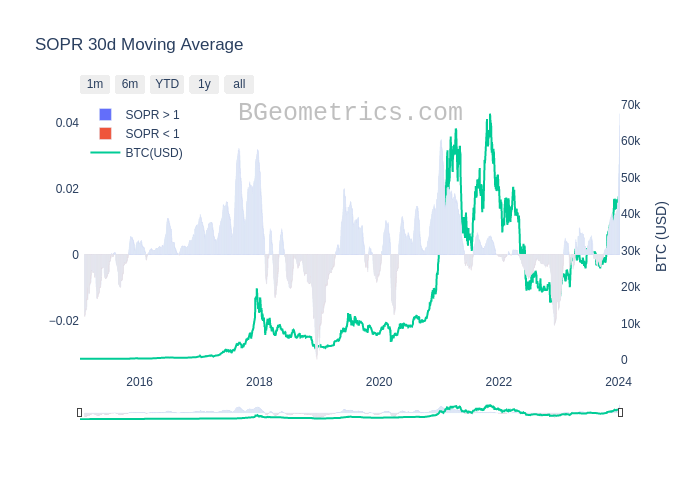 SOPR 30d Moving Average
1m 6m YTD 1y all
BGeometrics.com
SOPR > 1
SOPR < 1
BTC(USD)
0.04
0.02
0
−0.02
70k
60k
50k
40k
30k
20k
10k
0
BTC (USD)
2016 2018 2020 2022 2024